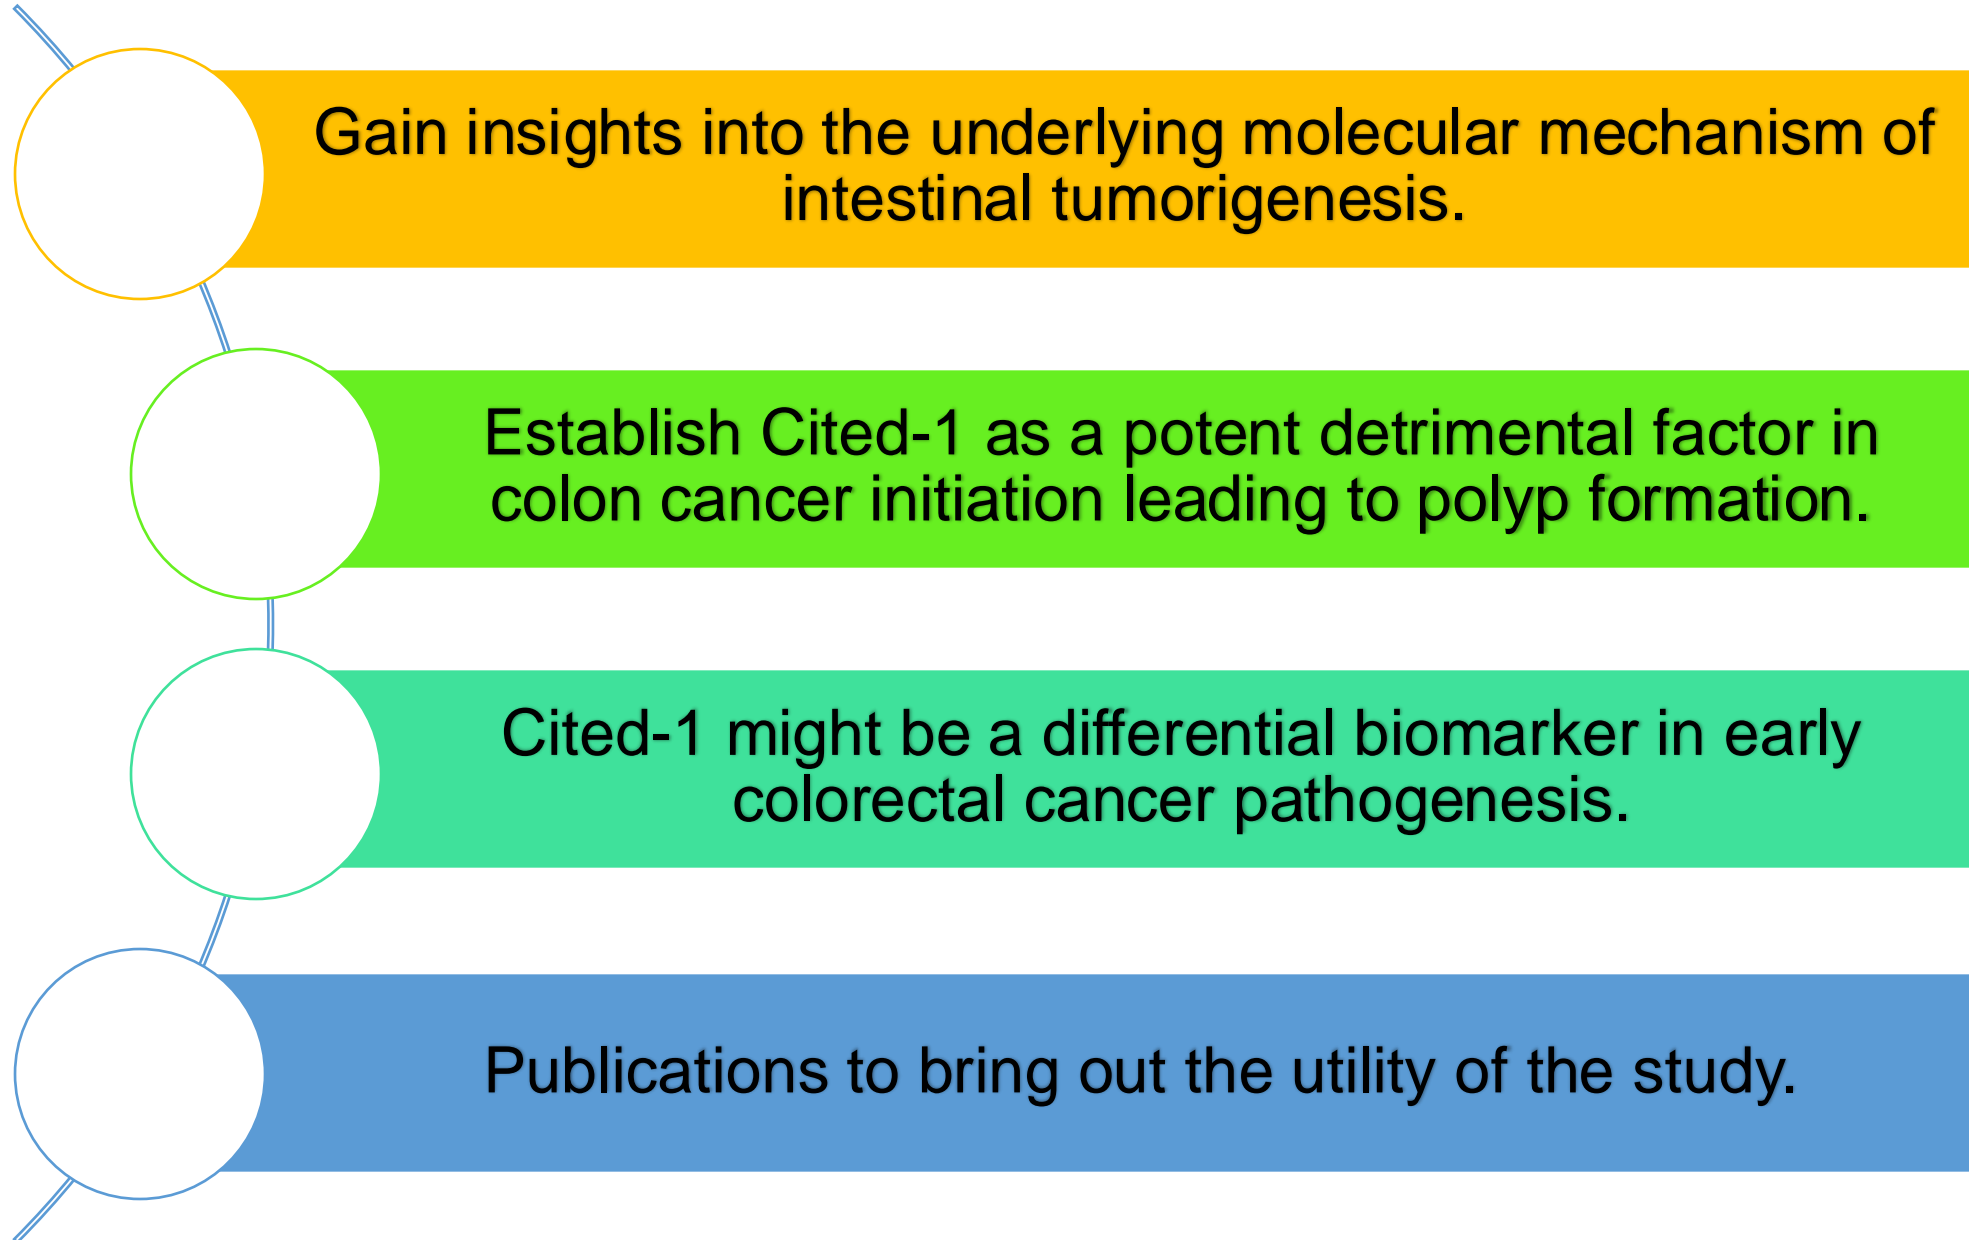 Gain insights into the underlying molecular mechanism of
intestinal tumorigenesis.
Establish Cited-1 as a potent detrimental factor in
colon cancer initiation leading to polyp formation.
Cited-1 might be a differential biomarker in early
colorectal cancer pathogenesis.
Publications to bring out the utility of the study.